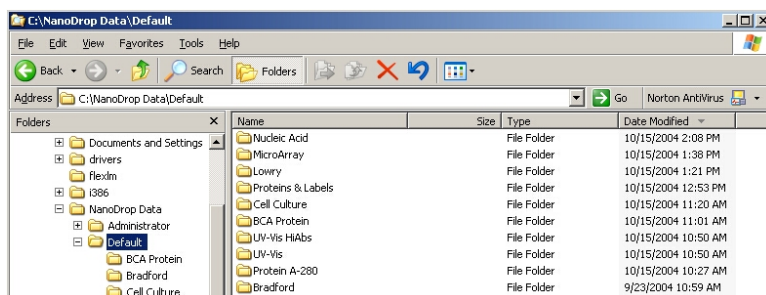 C:\NanoDrop Data\Default
File Edit View Favorites Tools Help
Back Search Folders
Address C:\NanoDrop Data\Default Go Norton AntiVirus
Folders Name Size Type Date Modified
Documents and Settings Nucleic Acid File Folder 10/15/2004 2:08 PM
drivers MicroArray File Folder 10/15/2004 1:38 PM
flexlm Lowry File Folder 10/15/2004 1:21 PM
i386 Proteins & Labels File Folder 10/15/2004 12:53 PM
NanoDrop Data Cell Culture File Folder 10/15/2004 11:20 AM
Administrator BCA Protein File Folder 10/15/2004 11:01 AM
Default UV-Vis HiAbs File Folder 10/15/2004 10:50 AM
BCA Protein UV-Vis File Folder 10/15/2004 10:50 AM
Bradford Protein A-280 File Folder 10/15/2004 10:27 AM
Cell Culture Bradford File Folder 9/23/2004 10:59 AM